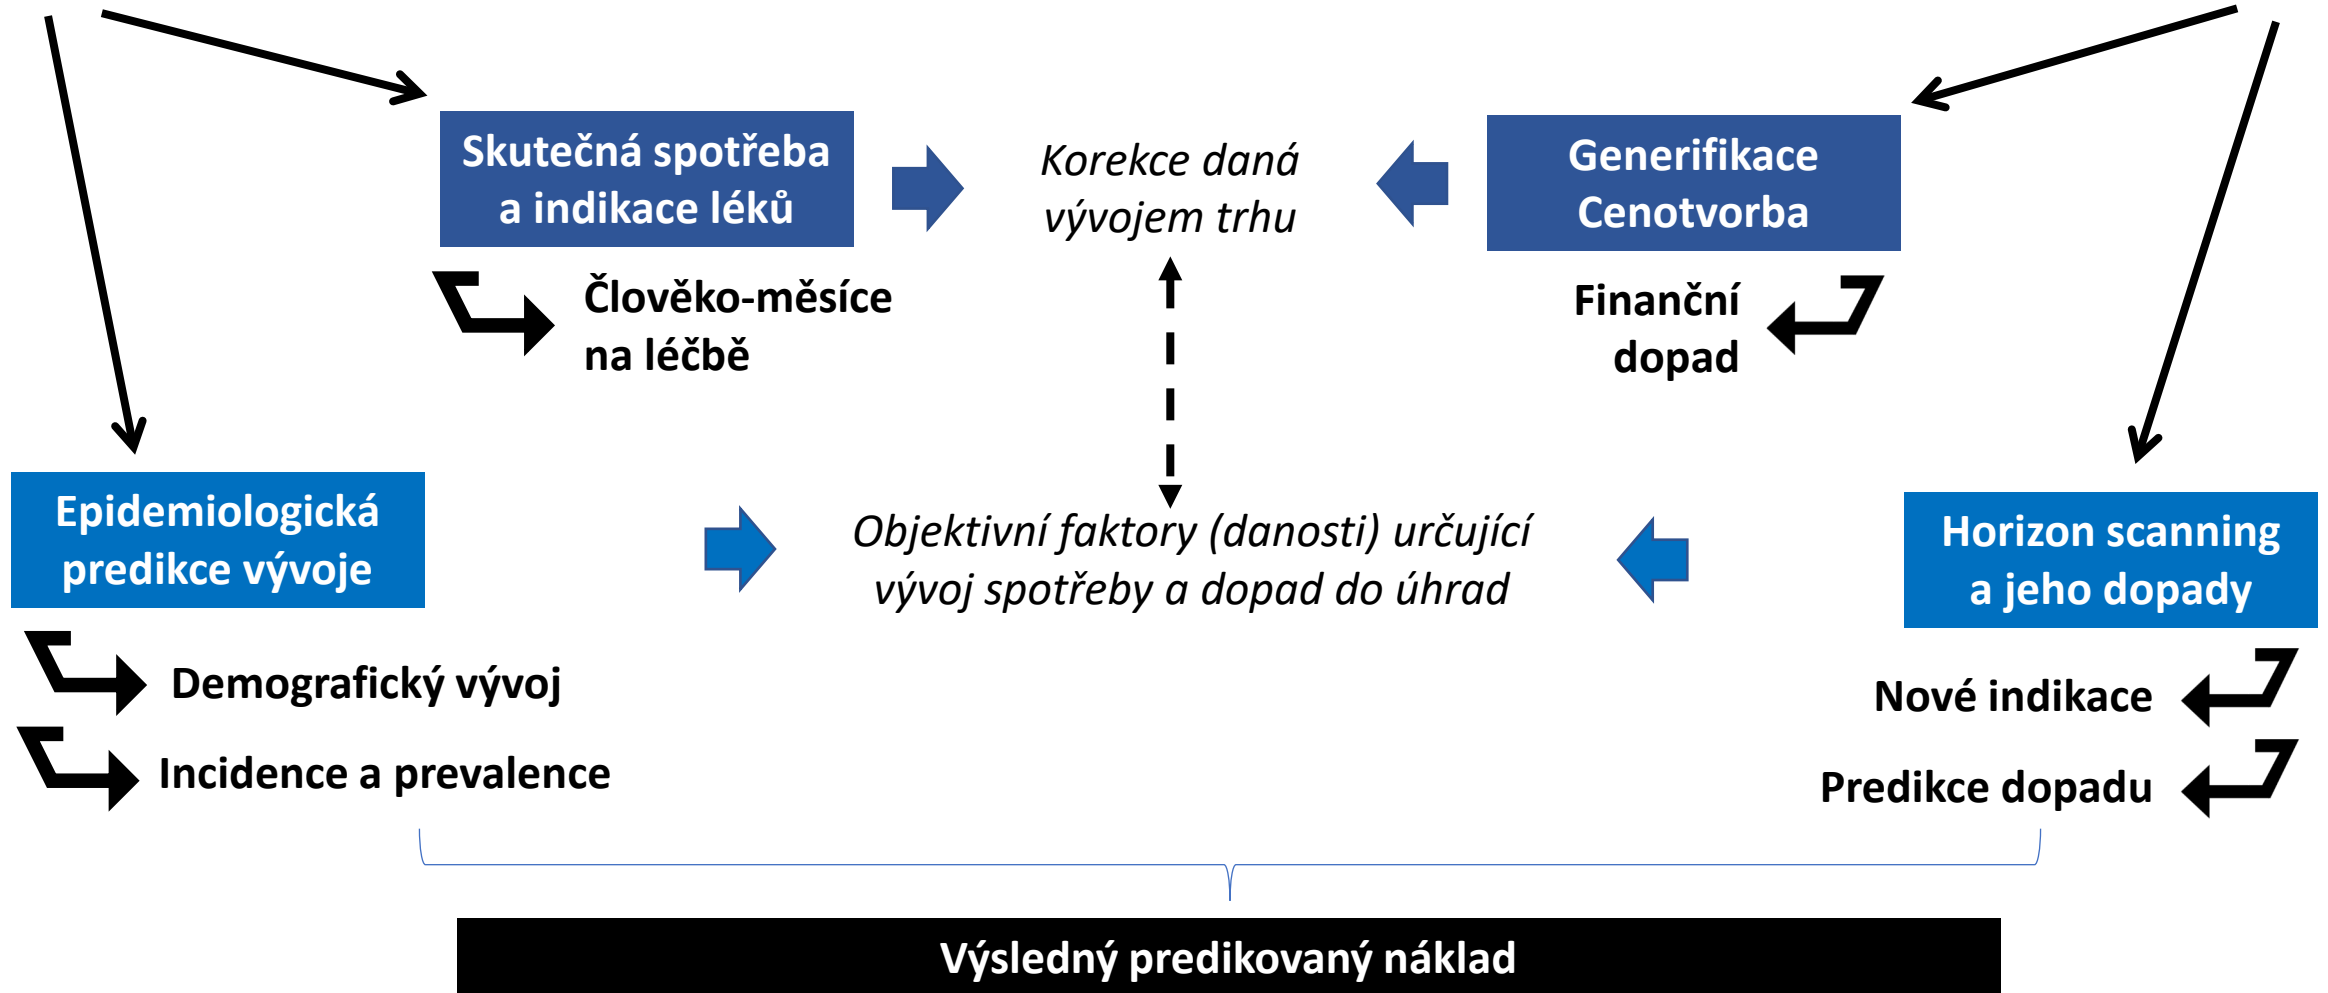 Skutečná spotřeba
a indikace léků
Korekce daná
vývojem trhu
Generifikace
Cenotvorba
Člověko-měsíce
na léčbě
Finanční
dopad
Epidemiologická
predikce vývoje
Objektivní faktory (danosti) určující
vývoj spotřeby a dopad do úhrad
Horizon scanning
a jeho dopady
Demografický vývoj
Incidence a prevalence
Nové indikace
Predikce dopadu
Výsledný predikovaný náklad